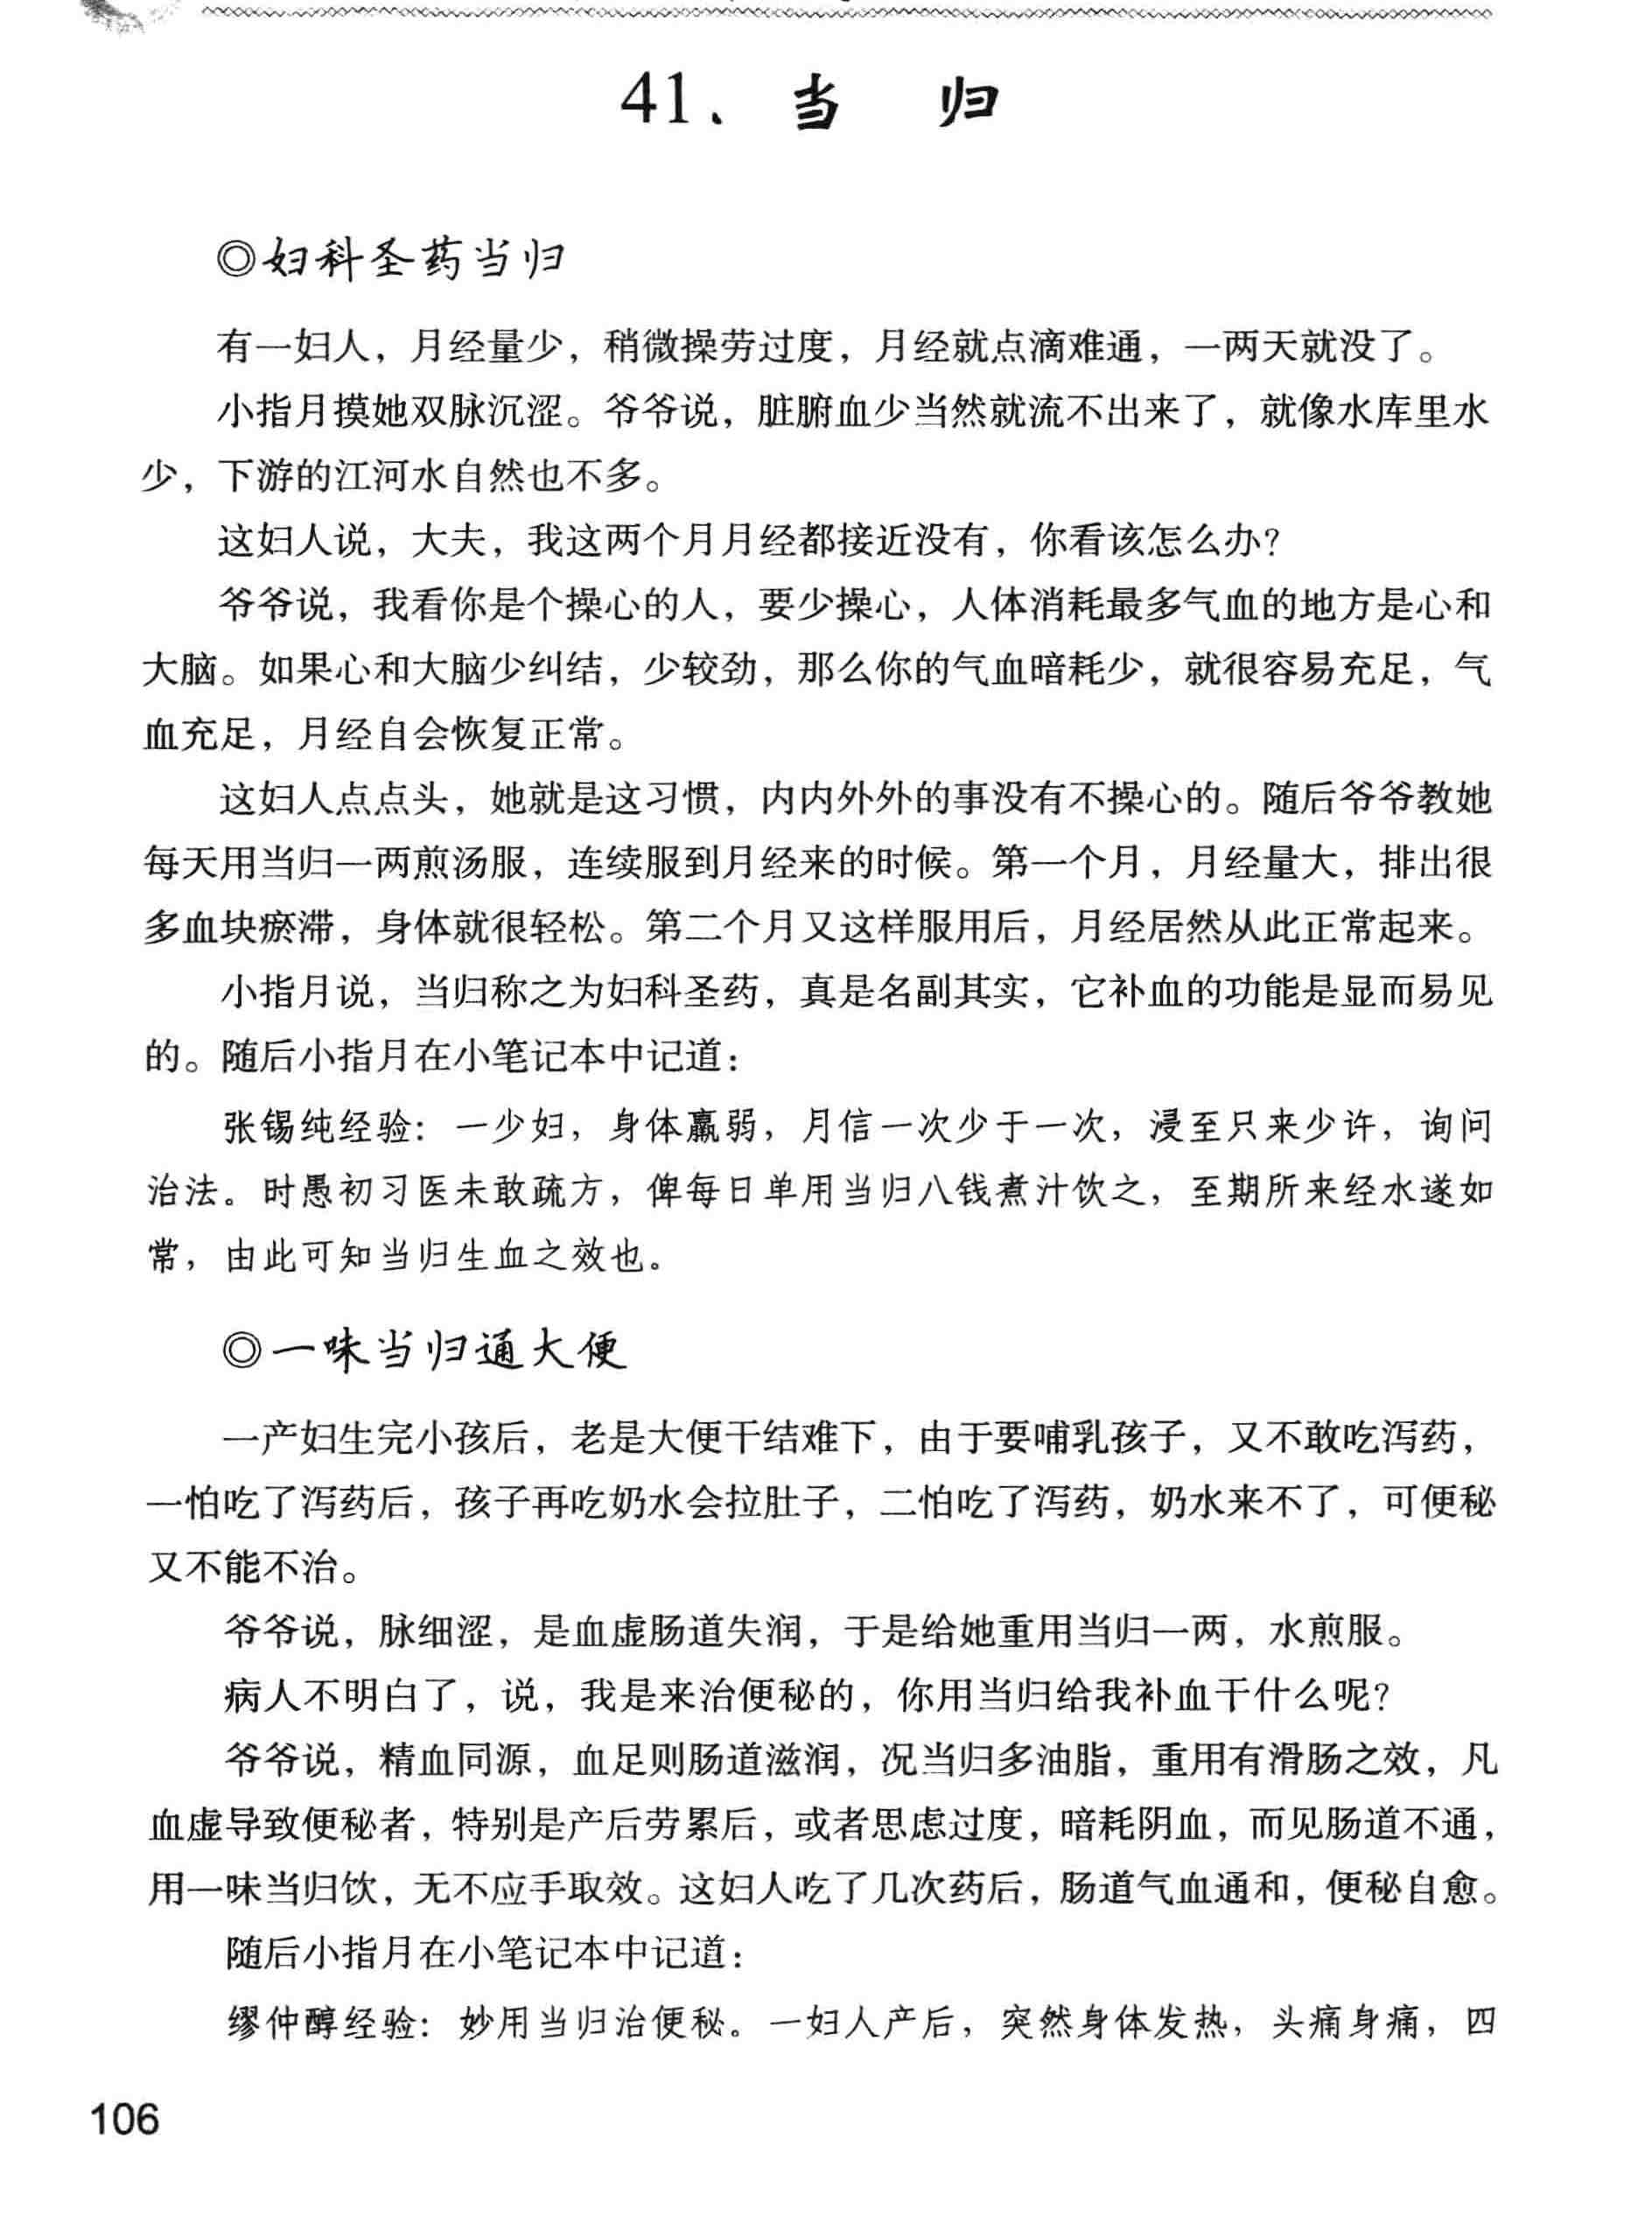 41、当 归
◎妇科圣药当归
有一妇人，月经量少，稍微操劳过度，月经就点滴难通，一两天就没了。
小指月摸她双脉沉涩。爷爷说，脏腑血少当然就流不出来了，就像水库里水
少，下游的江河水自然也不多。
这妇人说，大夫，我这两个月月经都接近没有，你看该怎么办？
爷爷说，我看你是个操心的人，要少操心，人体消耗最多气血的地方是心和
大脑。如果心和大脑少纠结，少较劲，那么你的气血暗耗少，就很容易充足，气
血充足，月经自会恢复正常。
这妇人点点头，她就是这习惯，内内外外的事没有不操心的。随后爷爷教她
每天用当归一两煎汤服，连续服到月经来的时候。第一个月，月经量大，排出很
多血块瘀滞，身体就很轻松。第二个月又这样服用后，月经居然从此正常起来。
小指月说，当归称之为妇科圣药，真是名副其实，它补血的功能是显而易见
的。随后小指月在小笔记本中记道：
张锡纯经验：一少妇，身体羸弱，月信一次少于一次，浸至只来少许，询问
治法。时愚初习医未敢疏方，俾每日单用当归八钱煮汁饮之，至期所来经水遂如
常，由此可知当归生血之效也。
◎一味当归通大便
一产妇生完小孩后，老是大便干结难下，由于要哺乳孩子，又不敢吃泻药，
一怕吃了泻药后，孩子再吃奶水会拉肚子，二怕吃了泻药，奶水来不了，可便秘
又不能不治。
爷爷说，脉细涩，是血虚肠道失润，于是给她重用当归一两，水煎服。
病人不明白了，说，我是来治便秘的，你用当归给我补血干什么呢？
爷爷说，精血同源，血足则肠道滋润，况当归多油脂，重用有滑肠之效，凡
血虚导致便秘者，特别是产后劳累后，或者思虑过度，暗耗阴血，而见肠道不通，
用一味当归饮，无不应手取效。这妇人吃了几次药后，肠道气血通和，便秘自愈。
随后小指月在小笔记本中记道：
缪仲醇经验：妙用当归治便秘。一妇人产后，突然身体发热，头痛身痛，四
106